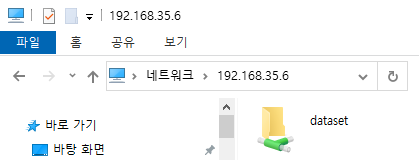 192.168.35.6
파일 홈 공유 보기
네트워크 > 192.168.35.6
dataset
바로 가기
바탕 화면